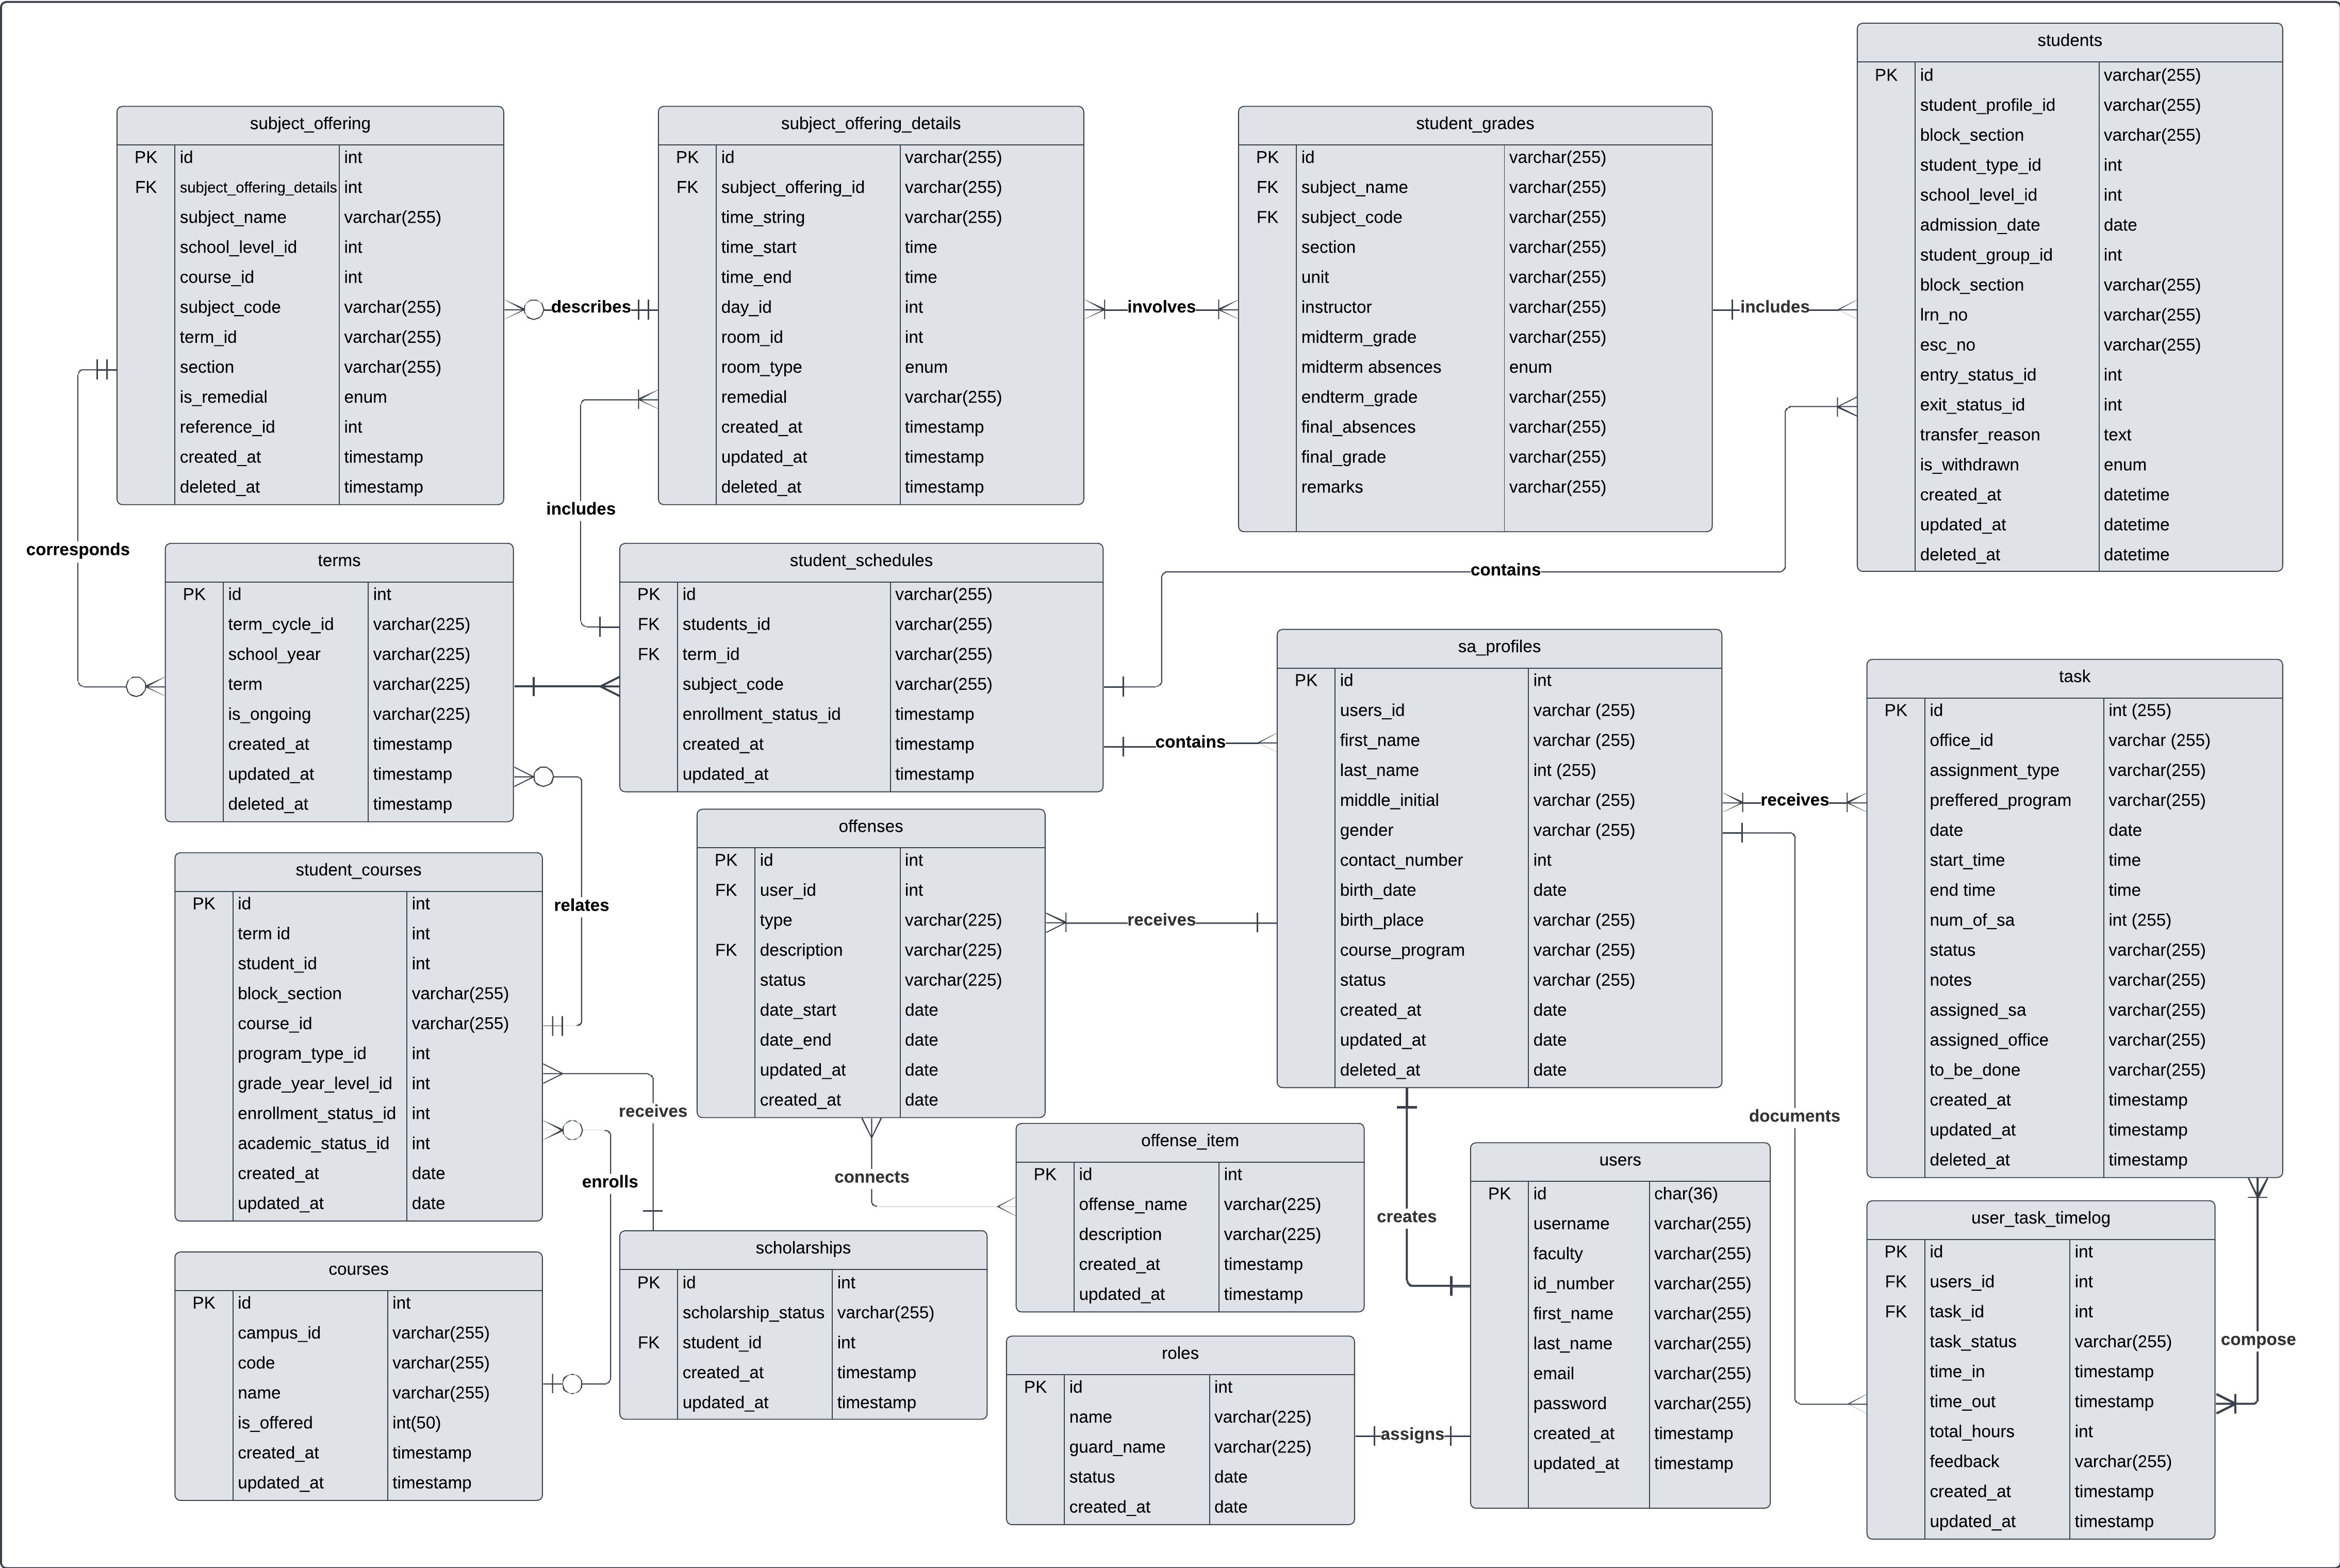 students
PK id varchar(255)
student_profile_id varchar(255)
block_section varchar(255)
student_type_id int
school_level_id int
admission_date date
student_group_id int
block_section varchar(255)
lrn_no varchar(255)
esc_no varchar(255)
entry_status_id int
exit_status_id int
transfer_reason text
is_withdrawn enum
created_at datetime
updated_at datetime
deleted_at datetime
subject_offering
PK id int
FK subject_offering_details int
subject_name varchar(255)
school_level_id int
course_id int
subject_code varchar(255)
term_id varchar(255)
section varchar(255)
is_remedial enum
reference_id int
created_at timestamp
deleted_at timestamp
describes
subject_offering_details
PK id varchar(255)
FK subject_offering_id varchar(255)
time_string varchar(255)
time_start time
time_end time
day_id int
room_id int
room_type enum
remedial varchar(255)
created_at timestamp
updated_at timestamp
deleted_at timestamp
involves
student_grades
PK id varchar(255)
FK subject_name varchar(255)
FK subject_code varchar(255)
section varchar(255)
unit varchar(255)
instructor varchar(255)
midterm_grade varchar(255)
midterm absences enum
endterm_grade varchar(255)
final_absences varchar(255)
final_grade varchar(255)
remarks varchar(255)
includes
includes
corresponds
contains
terms
PK id int
term_cycle_id varchar(225)
school_year varchar(225)
term varchar(225)
is_ongoing varchar(225)
created_at timestamp
updated_at timestamp
deleted_at timestamp
student_schedules
PK id varchar(255)
FK students_id varchar(255)
FK term_id varchar(255)
subject_code varchar(255)
enrollment_status_id timestamp
created_at timestamp
updated_at timestamp
contains
sa_profiles
PK id int
users_id varchar (255)
first_name varchar (255)
last_name int (255)
middle_initial varchar (255)
gender varchar (255)
contact_number int
birth_date date
birth_place varchar (255)
course_program varchar (255)
status varchar (255)
created_at date
updated_at date
deleted_at date
receives
task
PK id int (255)
office_id varchar (255)
assignment_type varchar(255)
preffered_program varchar(255)
date date
start_time time
end time time
num_of_sa int (255)
status varchar(255)
notes varchar(255)
assigned_sa varchar(255)
assigned_office varchar(255)
to_be_done varchar(255)
created_at timestamp
updated_at timestamp
deleted_at timestamp
offenses
PK id int
FK user_id int
type varchar(225)
FK description varchar(225)
status varchar(225)
date_start date
date_end date
updated_at date
created_at date
receives
student_courses
PK id int
term id int
student_id int
block_section varchar(255)
course_id varchar(255)
program_type_id int
grade_year_level_id int
enrollment_status_id int
academic_status_id int
created_at date
updated_at date
relates
receives
enrolls
connects
documents
creates
offense_item
PK id int
offense_name varchar(225)
description varchar(225)
created_at timestamp
updated_at timestamp
users
PK id char(36)
username varchar(255)
faculty varchar(255)
id_number varchar(255)
first_name varchar(255)
last_name varchar(255)
email varchar(255)
password varchar(255)
created_at timestamp
updated_at timestamp
user_task_timelog
PK id int
FK users_id int
FK task_id int
task_status varchar(255)
time_in timestamp
time_out timestamp
total_hours int
feedback varchar(255)
created_at timestamp
updated_at timestamp
compose
courses
PK id int
campus_id varchar(255)
code varchar(255)
name varchar(255)
is_offered int(50)
created_at timestamp
updated_at timestamp
scholarships
PK id int
scholarship_status varchar(255)
FK student_id int
created_at timestamp
updated_at timestamp
roles
PK id int
name varchar(225)
guard_name varchar(225)
status date
created_at date
assigns